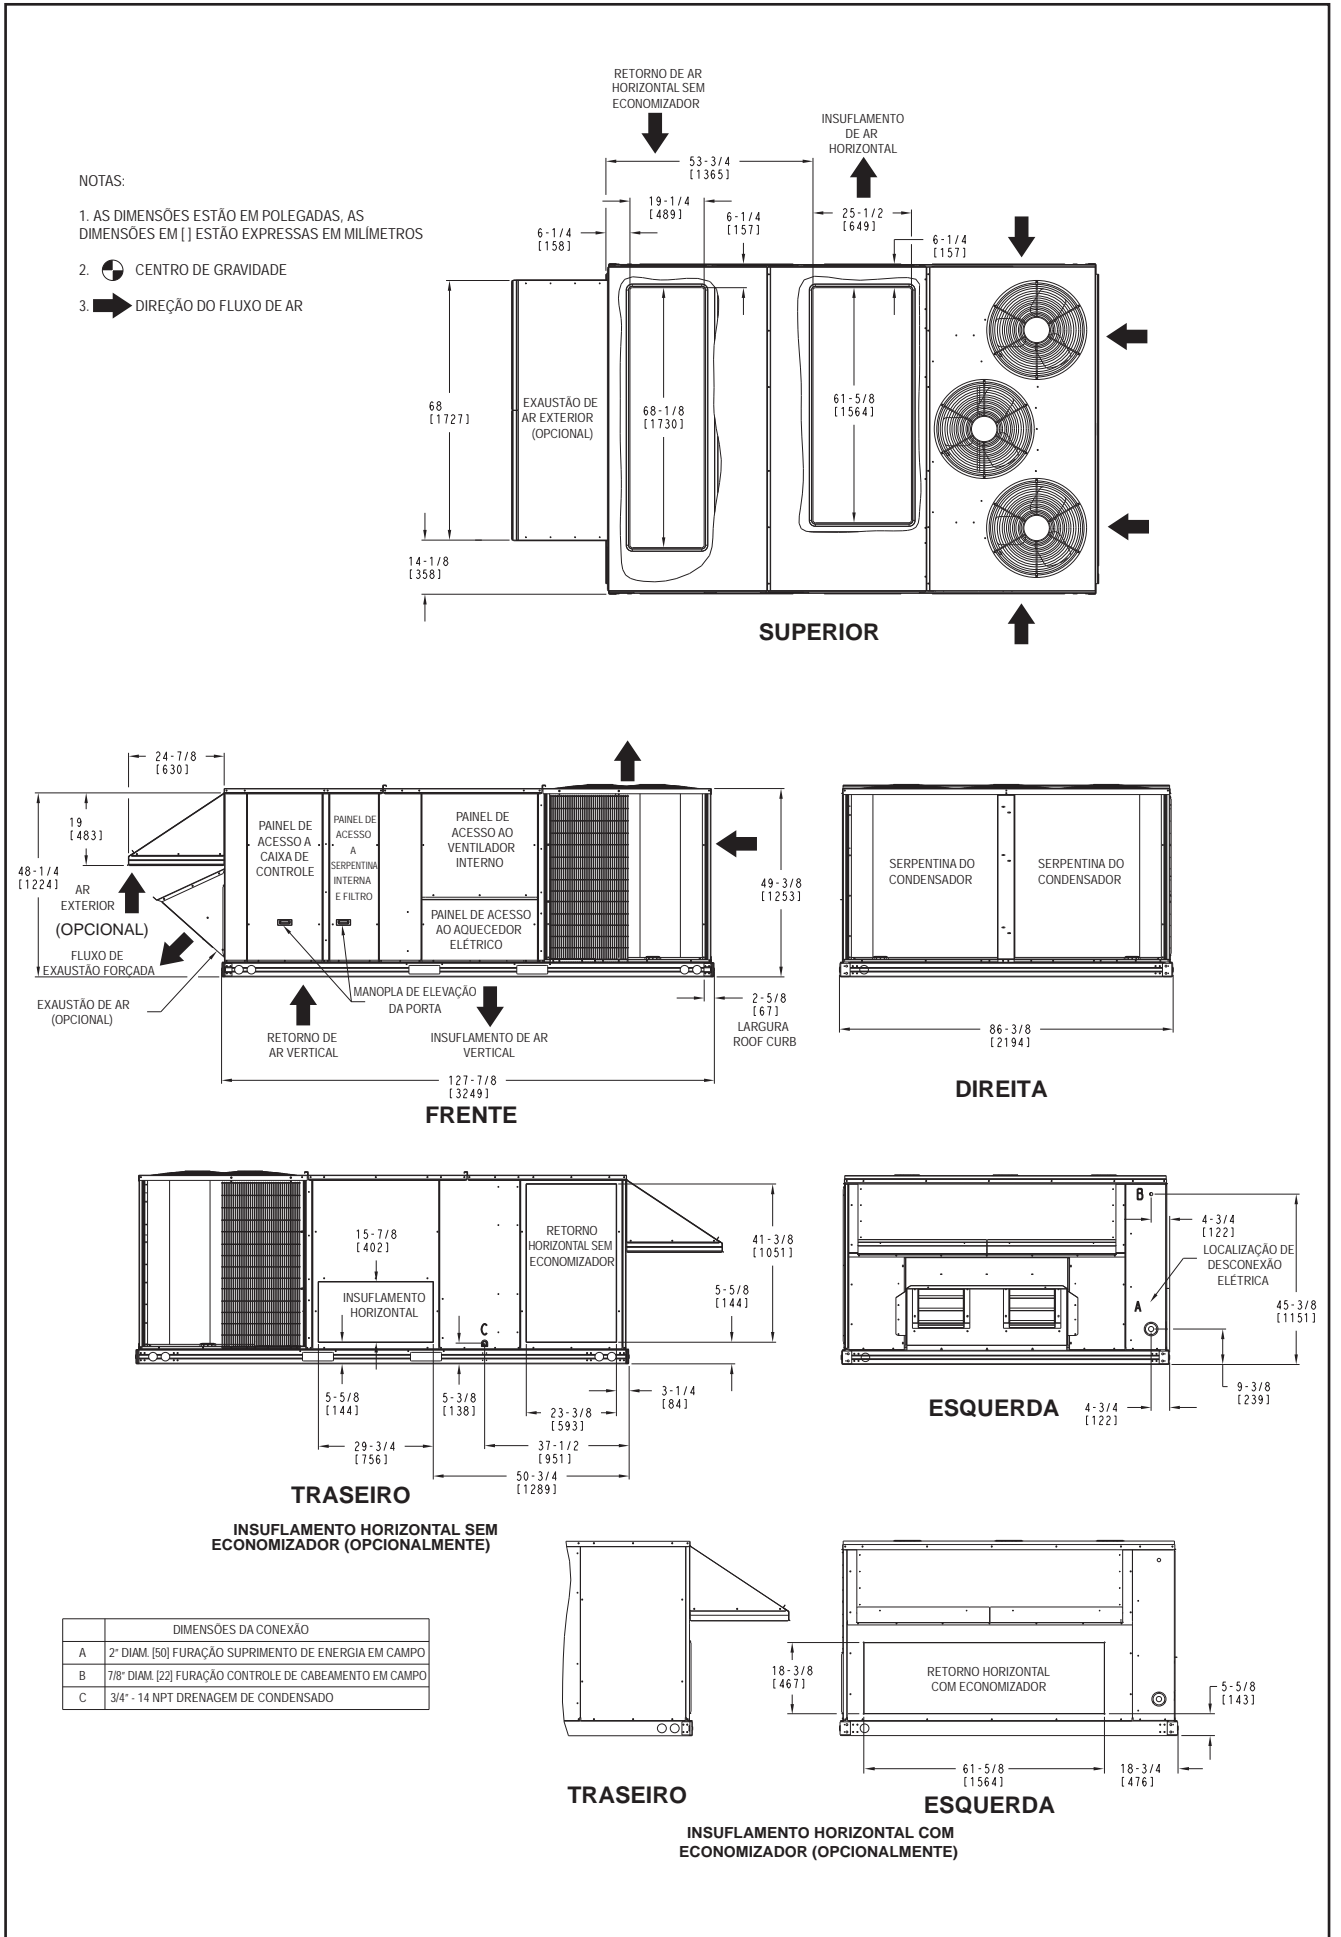 RETORNO DE AR
HORIZONTAL SEM
ECONOMIZADOR
INSUFLAMENTO
DE AR
HORIZONTAL
NOTAS:
1. AS DIMENSÕES ESTÃO EM POLEGADAS, AS
DIMENSÕES EM [ ] ESTÃO EXPRESSAS EM MILÍMETROS
2. CENTRO DE GRAVIDADE
3. DIREÇÃO DO FLUXO DE AR
53-3/4
[1365]
19-1/4
[489]
6-1/4
[158]
6-1/4
[157]
25-1/2
[649]
6-1/4
[157]
68
[1727]
EXAUSTÃO DE
AR EXTERIOR
(OPCIONAL)
68-1/8
[1730]
61-5/8
[1564]
14-1/8
[358]
SUPERIOR
24-7/8
[630]
19
[483]
48-1/4
[1224]
AR
EXTERIOR
(OPCIONAL)
FLUXO DE
EXAUSTÃO FORÇADA
EXAUSTÃO DE AR
(OPCIONAL)
PAINEL DE
ACESSO A
CAIXA DE
CONTROLE
PAINEL DE
ACESSO
A
SERPENTINA
INTERNA
E FILTRO
PAINEL DE
ACESSO AO
VENTILADOR
INTERNO
PAINEL DE ACESSO
AO AQUECEDOR
ELÉTRICO
49-3/8
[1253]
MANOPLA DE ELEVAÇÃO
DA PORTA
RETORNO DE
AR VERTICAL
INSUFLAMENTO DE AR
VERTICAL
2-5/8
[67]
LARGURA
ROOF CURB
127-7/8
[3249]
FRENTE
SERPENTINA DO
CONDENSADOR
SERPENTINA DO
CONDENSADOR
86-3/8
[2194]
DIREITA
15-7/8
[402]
INSUFLAMENTO
HORIZONTAL
RETORNO
HORIZONTAL SEM
ECONOMIZADOR
C
41-3/8
[1051]
5-5/8
[144]
5-5/8
[144]
5-3/8
[138]
3-1/4
[84]
23-3/8
[593]
29-3/4
[756]
37-1/2
[951]
50-3/4
[1289]
TRASEIRO
INSUFLAMENTO HORIZONTAL SEM
ECONOMIZADOR (OPCIONALMENTE)
B
4-3/4
[122]
LOCALIZAÇÃO DE
DESCONEXÃO
ELÉTRICA
A
45-3/8
[1151]
9-3/8
[239]
4-3/4
[122]
ESQUERDA
DIMENSÕES DA CONEXÃO
A 2" DIAM. [50] FURAÇÃO SUPRIMENTO DE ENERGIA EM CAMPO
B 7/8" DIAM. [22] FURAÇÃO CONTROLE DE CABEAMENTO EM CAMPO
C 3/4" - 14 NPT DRENAGEM DE CONDENSADO
TRASEIRO
18-3/8
[467]
RETORNO HORIZONTAL
COM ECONOMIZADOR
5-5/8
[143]
61-5/8
[1564]
18-3/4
[476]
ESQUERDA
INSUFLAMENTO HORIZONTAL COM
ECONOMIZADOR (OPCIONALMENTE)